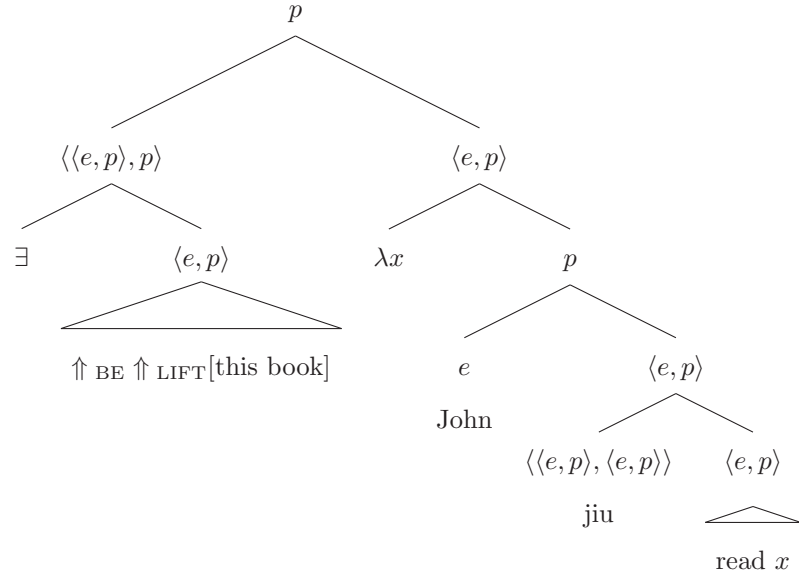 p
⟨⟨e, p⟩, p⟩ ⟨e, p⟩
∃ ⟨e, p⟩ λx p
⇑ BE ⇑ LIFT[this book] e ⟨e, p⟩
John
⟨⟨e, p⟩, ⟨e, p⟩⟩ ⟨e, p⟩
jiu
read x